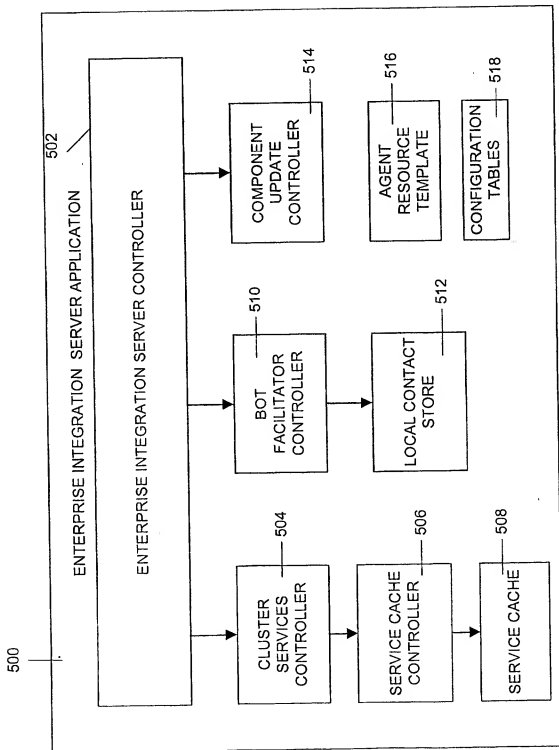 500
ENTERPRISE INTEGRATION SERVER APPLICATION
502
ENTERPRISE INTEGRATION SERVER CONTROLLER
504
CLUSTER
SERVICES
CONTROLLER
506
SERVICE CACHE
CONTROLLER
508
SERVICE CACHE
510
BOT
FACILITATOR
CONTROLLER
512
LOCAL CONTACT
STORE
514
COMPONENT
UPDATE
CONTROLLER
516
AGENT
RESOURCE
TEMPLATE
518
CONFIGURATION
TABLES